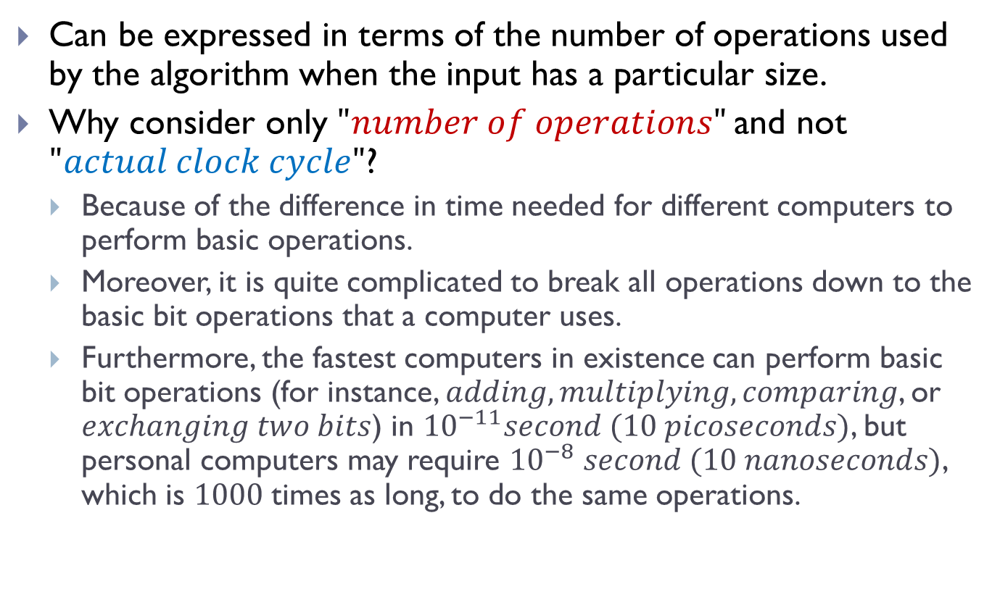 Can be expressed in terms of the number of operations used
by the algorithm when the input has a particular size.
Why consider only "number of operations" and not
"actual clock cycle"?
Because of the difference in time needed for different computers to
perform basic operations.
Moreover, it is quite complicated to break all operations down to the
basic bit operations that a computer uses.
Furthermore, the fastest computers in existence can perform basic
bit operations (for instance, adding, multiplying, comparing, or
exchanging two bits) in 10⁻¹¹ second (10 picoseconds), but
personal computers may require 10⁻⁸ second (10 nanoseconds),
which is 1000 times as long, to do the same operations.